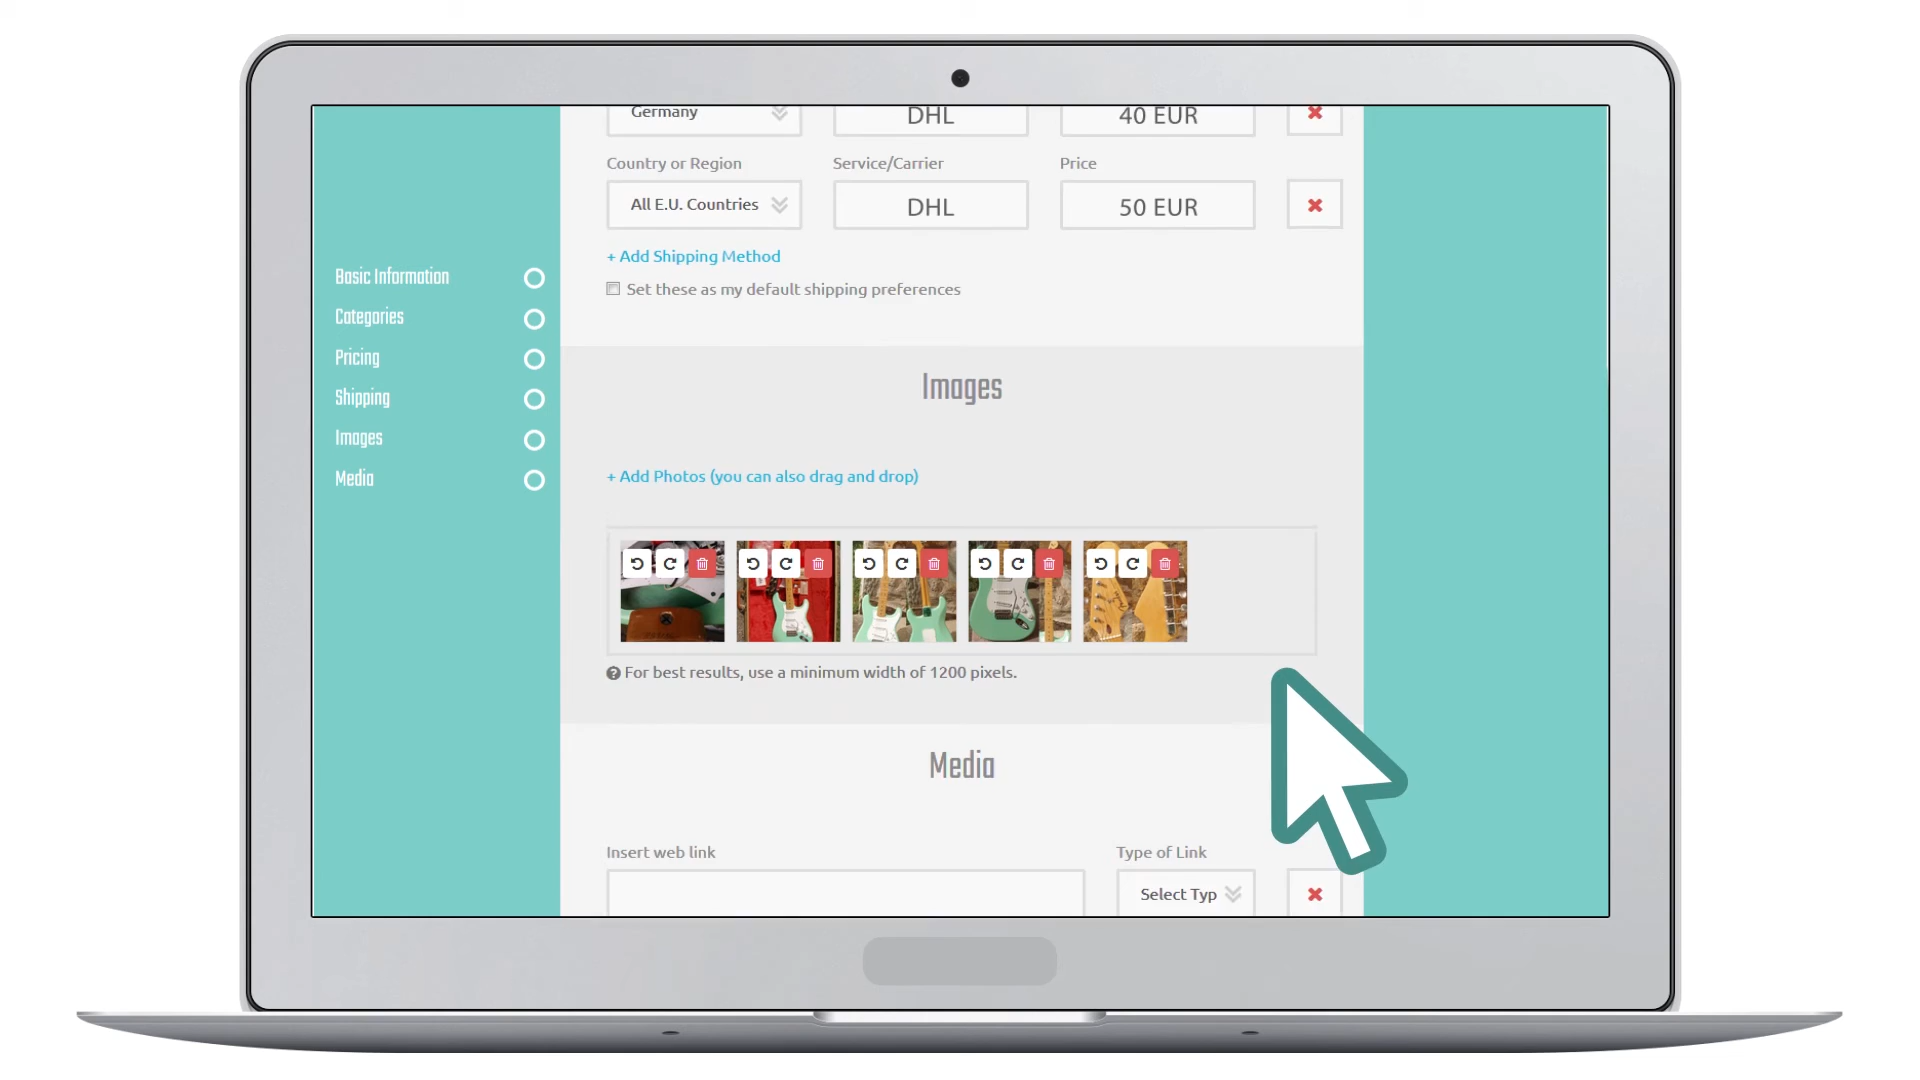 Germany
DHL
40 EUR
Country or Region
Service/Carrier
Price
All E.U. Countries
DHL
50 EUR
+ Add Shipping Method
Set these as my default shipping preferences
Basic Information
Categories
Pricing
Shipping
Images
Media
Images
+ Add Photos (you can also drag and drop)
For best results, use a minimum width of 1200 pixels.
Media
Insert web link
Type of Link
Select Typ